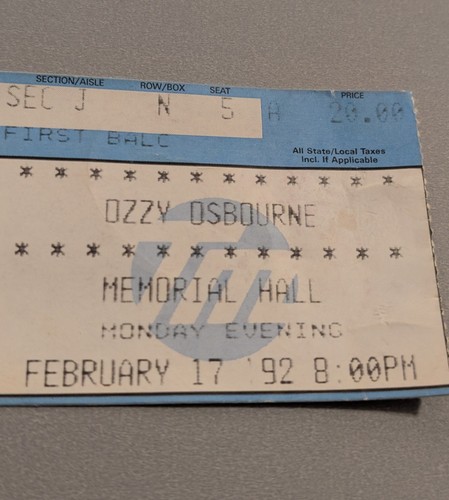 SECTION/AISLE ROW/BOX SEAT PRICE
SEC J N 5 A 20.00
FIRST BALC
All State/Local Taxes
Incl. If Applicable
* * * * * * * * * * * *
OZZY OSBOURNE
* * * * * * * * * * * *
MEMORIAL HALL
MONDAY EVENING
FEBRUARY 17 '92 8:00PM